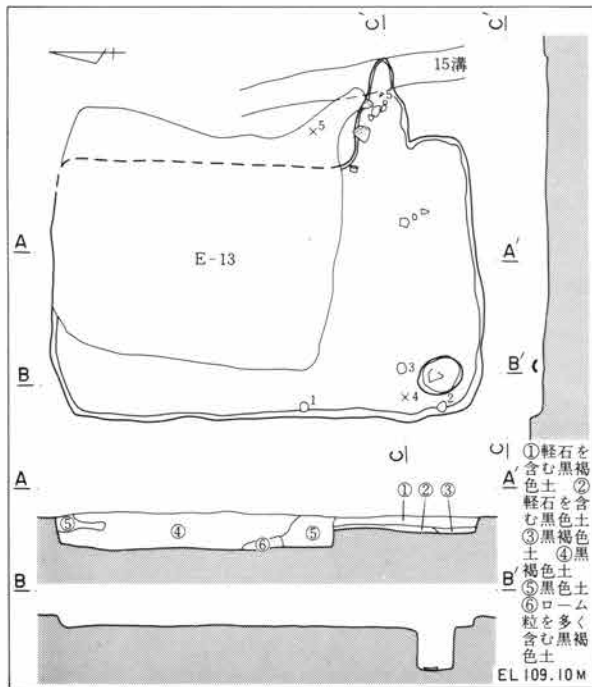 C'
C'
15溝
5
×5
A
E-13
A'
B
3
B'
×4
1
2
C
C
A
A'
①
②
③
⑤
④
⑥
⑤
B
B'
①軽石を
含む黒褐
色土 ②
軽石を含
む黒色土
③黒褐色
土 ④黒
褐色土
⑤黒色土
⑥ローム
粒を多く
含む黒褐
色土
EL109.10M